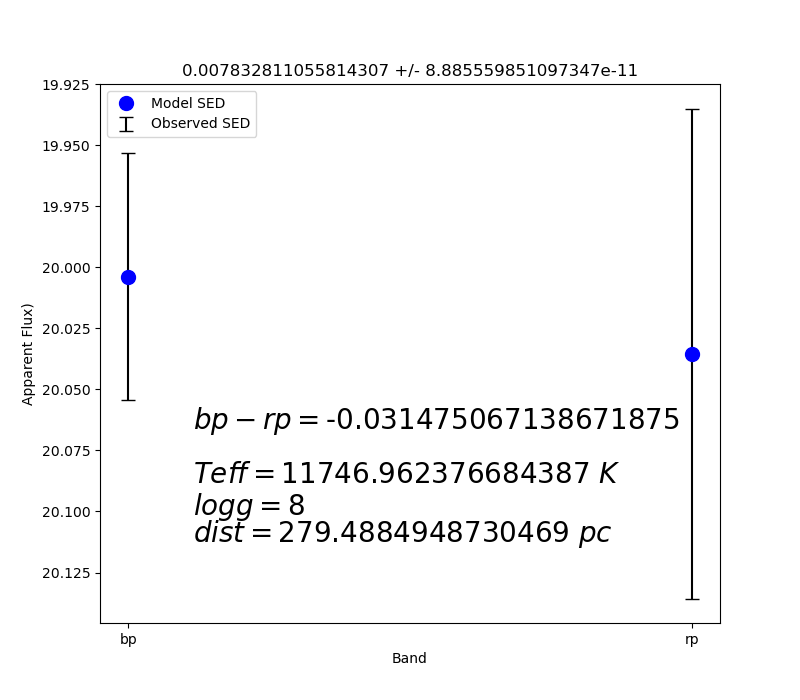 0.007832811055814307 +/- 8.885559851097347e-11
19.925
Model SED
Observed SED
19.950
19.975
20.000
20.025
Apparent Flux)
20.050
bp − rp = -0.031475067138671875
20.075
Teff = 11746.962376684387 K
logg = 8
20.100
dist = 279.4884948730469 pc
20.125
bp
rp
Band